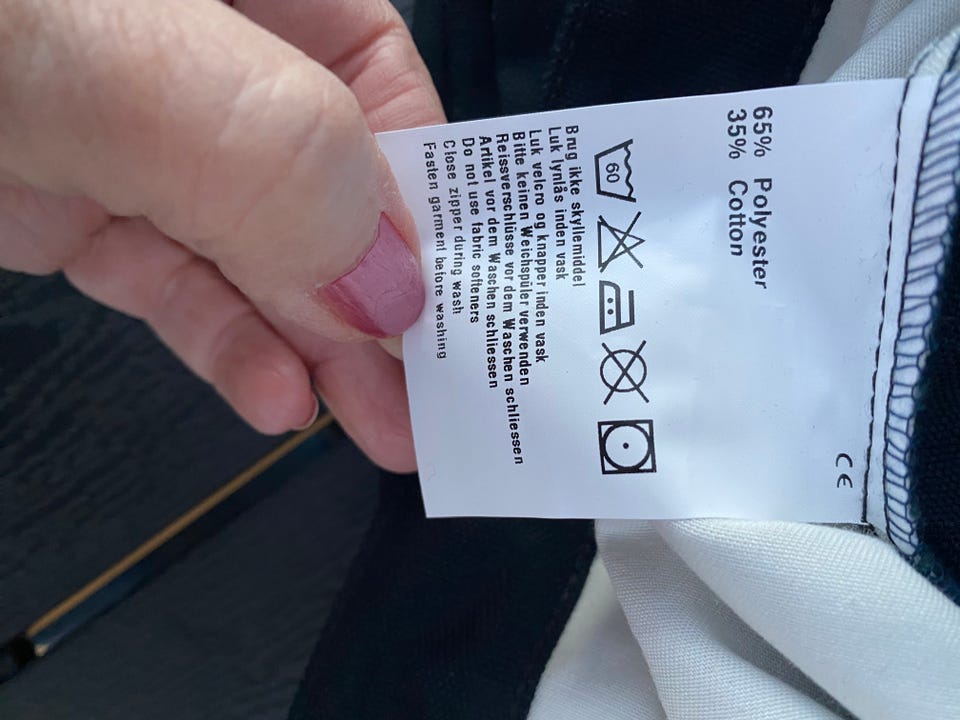 CE
65% Polyester
35% Cotton
60
Brug ikke skyllemiddel
Luk lynlås inden vask
Luk velcro og knapper inden vask
Bitte keinen Weichspüler verwenden
Reissverschlüsse vor dem Waschen schliessen
Artikel vor dem Waschen schliessen
Do not use fabric softeners
Close zipper during wash
Fasten garment before washing